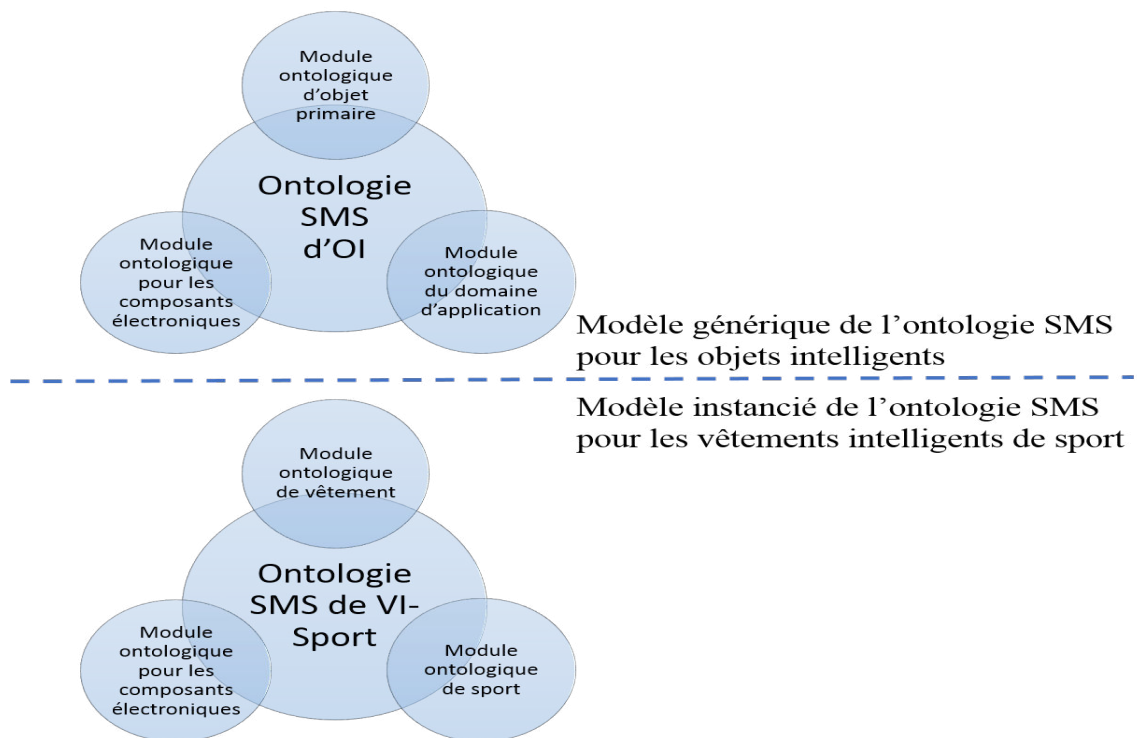 Module
ontologique
d'objet
primaire
Ontologie
SMS
d'OI
Module
ontologique
pour les
composants
électroniques
Module
ontologique
du domaine
d'application
Modèle générique de l'ontologie SMS
pour les objets intelligents
Modèle instancié de l'ontologie SMS
pour les vêtements intelligents de sport
Module
ontologique
de vêtement
Ontologie
SMS de VI-
Sport
Module
ontologique
pour les
composants
électroniques
Module
ontologique
de sport